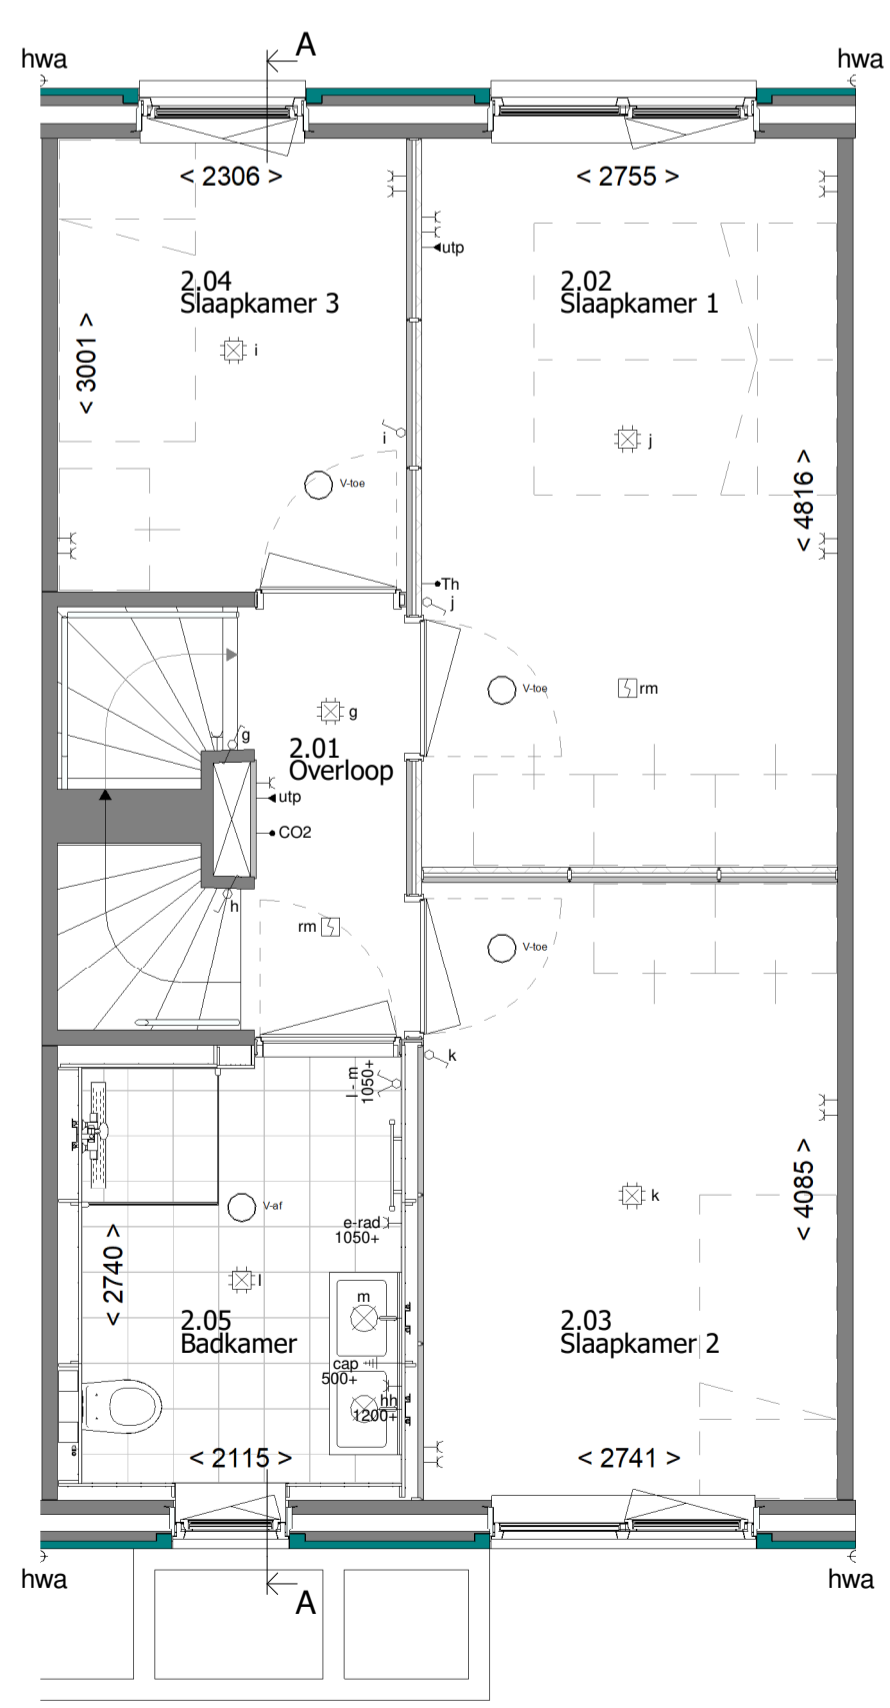 A
hwa
hwa
< 2306 >
< 2755 >
utp
2.04
Slaapkamer 3
2.02
Slaapkamer 1
< 3001 >
i
j
i
V-toe
< 4816 >
Th
j
V-toe
rm
g
g
2.01
Overloop
utp
CO2
h
rm
V-toe
k
l - m
1050+
k
V-af
e-rad
1050+
< 4085 >
< 2740 >
l
m
2.05
Badkamer
2.03
Slaapkamer 2
cap
500+
hh
1200+
< 2115 >
< 2741 >
hwa
A
hwa